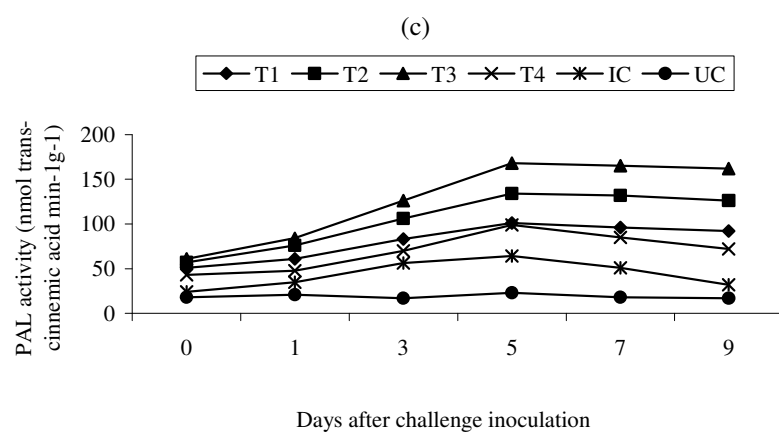 (c)
T1 T2 T3 T4 IC UC
PAL activity (nmol trans-
cinnemic acid min-1g-1)
200
150
100
50
0
0 1 3 5 7 9
Days after challenge inoculation